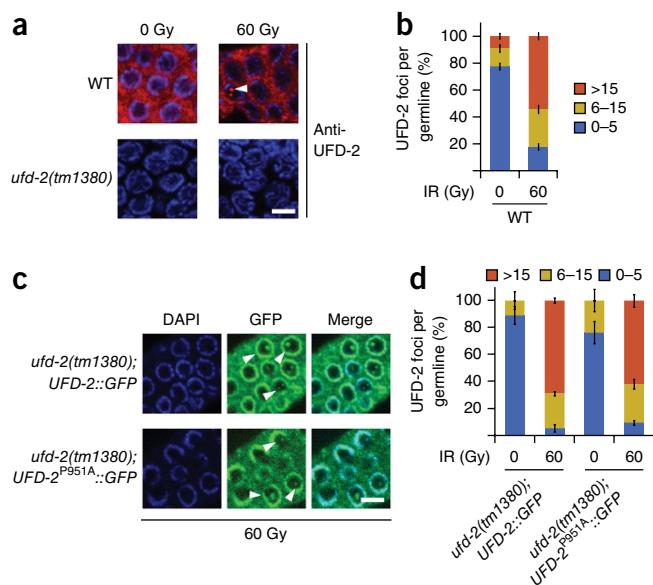 a
0 Gy
60 Gy
WT
ufd-2(tm1380)
Anti-
UFD-2
b
UFD-2 foci per
germline (%)
100
80
60
40
20
>15
6–15
0–5
IR (Gy)
0
60
WT
c
DAPI
GFP
Merge
ufd-2(tm1380);
UFD-2::GFP
ufd-2(tm1380);
UFD-2P951A::GFP
60 Gy
d
>15
6–15
0–5
UFD-2 foci per
germline (%)
100
80
60
40
20
IR (Gy)
0
60
0
60
ufd-2(tm1380);
UFD-2::GFP
ufd-2(tm1380);
UFD-2P951A::GFP